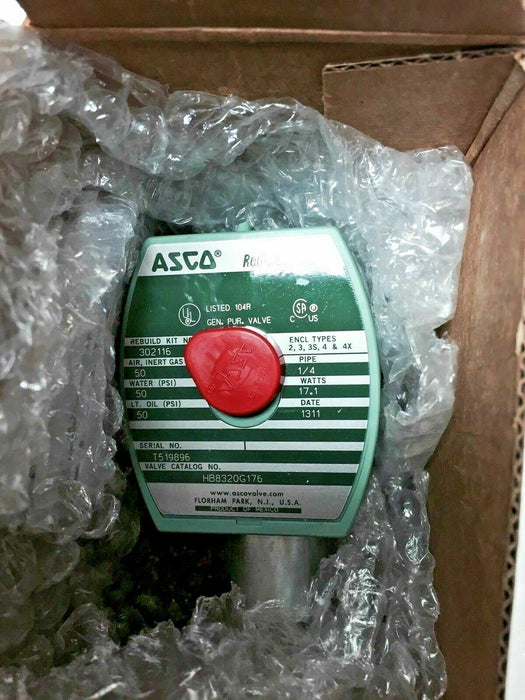 ASCO®
LISTED 104R
GEN. PUR. VALVE
C US ®
REBUILD KIT
302116
ENCL TYPES
2, 3, 3S, 4 & 4X
AIR, INERT GAS
50
PIPE
1/4
WATER (PSI)
50
WATTS
17.1
LT. OIL (PSI)
50
DATE
1311
SERIAL NO.
T519896
VALVE CATALOG NO.
HB8320G176
www.ascovalve.com
FLORHAM PARK, N.J., U.S.A.
PRODUCT OF MEXICO